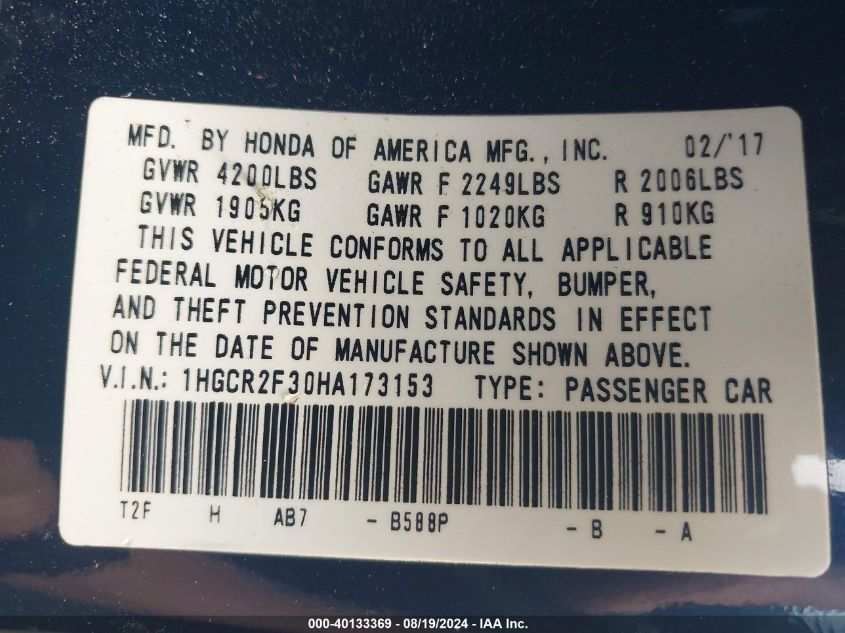 MFD. BY HONDA OF AMERICA MFG., INC. 02/'17
GVWR 4200LBS GAWR F 2249LBS R 2006LBS
GVWR 1905KG GAWR F 1020KG R 910KG
THIS VEHICLE CONFORMS TO ALL APPLICABLE
FEDERAL MOTOR VEHICLE SAFETY, BUMPER,
AND THEFT PREVENTION STANDARDS IN EFFECT
ON THE DATE OF MANUFACTURE SHOWN ABOVE.
V.I.N.: 1HGCR2F30HA173153 TYPE: PASSENGER CAR
T2F H AB7 - B588P - B - A
000-40133369 - 08/19/2024 - IAA Inc.